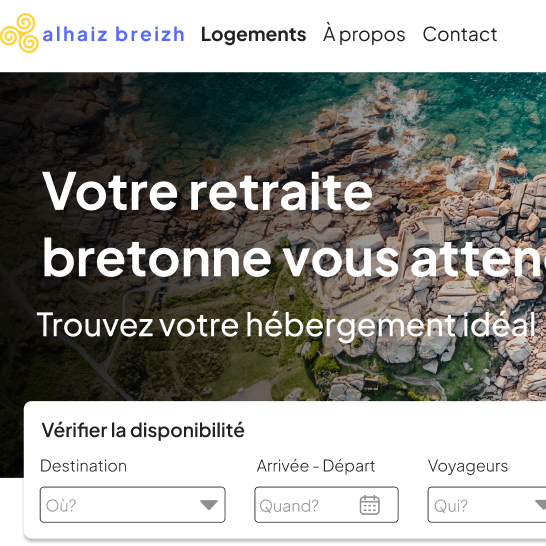 alhaiz breizh Logements À propos Contact
Votre retraite
bretonne vous atten
Trouvez votre hébergement idéal
Vérifier la disponibilité
Destination Arrivée - Départ Voyageurs
Où? Quand? Qui?